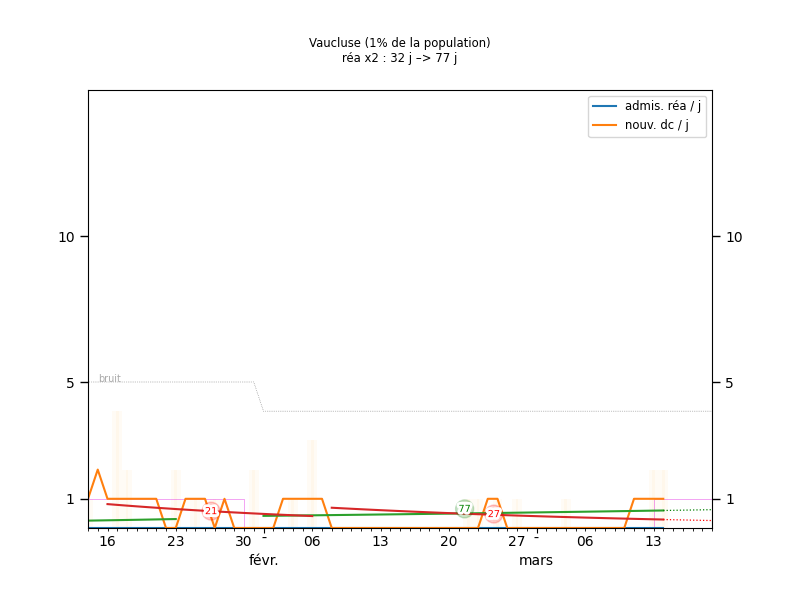 Vaucluse (1% de la population)
réa x2 : 32 j –> 77 j
admis. réa / j
nouv. dc / j
10
10
bruit
5
5
1
1
21
77
27
16
23
30
-
06
13
20
27
-
06
13
févr.
mars